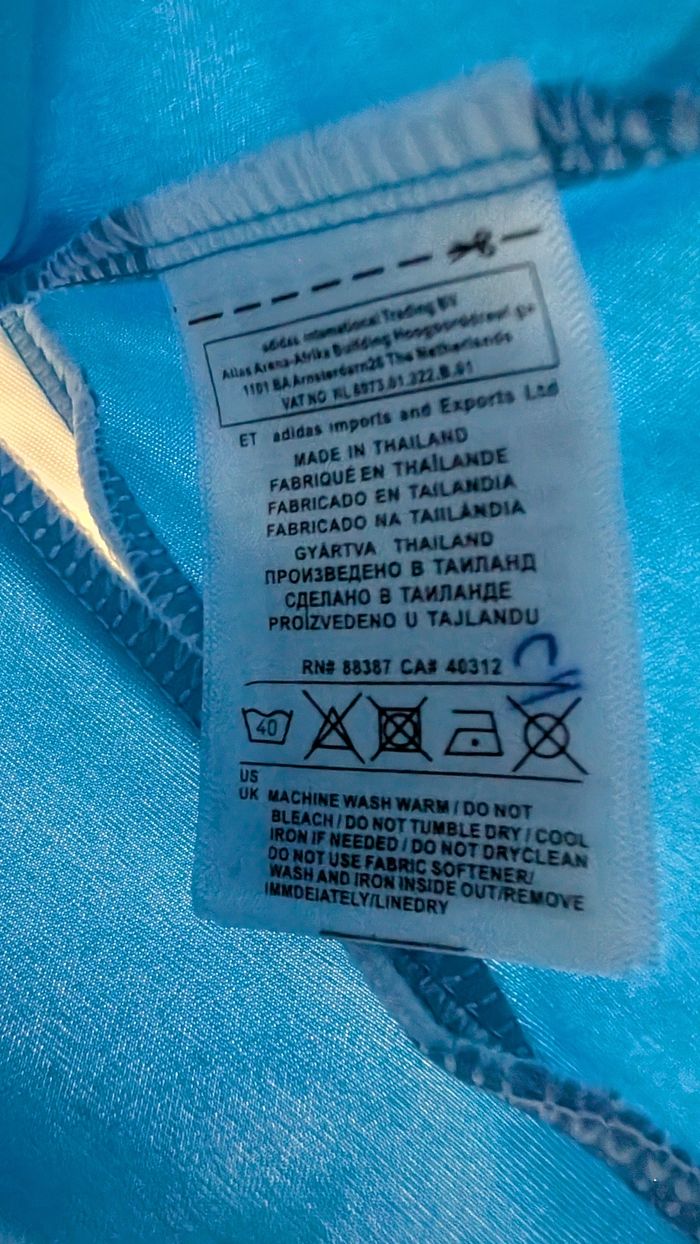 adidas International Trading BV
Atlas Arena-Afrika Building Hoogoorddreef 9a
1101 BA Amsterdam26 The Netherlands
VAT NO NL 8073.01.322.B.01
ET adidas imports and Exports Ltd
MADE IN THAILAND
FABRIQUÉ EN THAÏLANDE
FABRICADO EN TAILANDIA
FABRICADO NA TAIILÂNDIA
GYÁRTVA THAILAND
ПРОИЗВЕДЕНО В ТАИЛАНД
СДЕЛАНО В ТАИЛАНДЕ
PROIZVEDENO U TAJLANDU
RN# 88387 CA# 40312
40
US
UK MACHINE WASH WARM / DO NOT
BLEACH / DO NOT TUMBLE DRY / COOL
IRON IF NEEDED / DO NOT DRYCLEAN
DO NOT USE FABRIC SOFTENER/
WASH AND IRON INSIDE OUT/REMOVE
IMMDEIATELY/LINEDRY